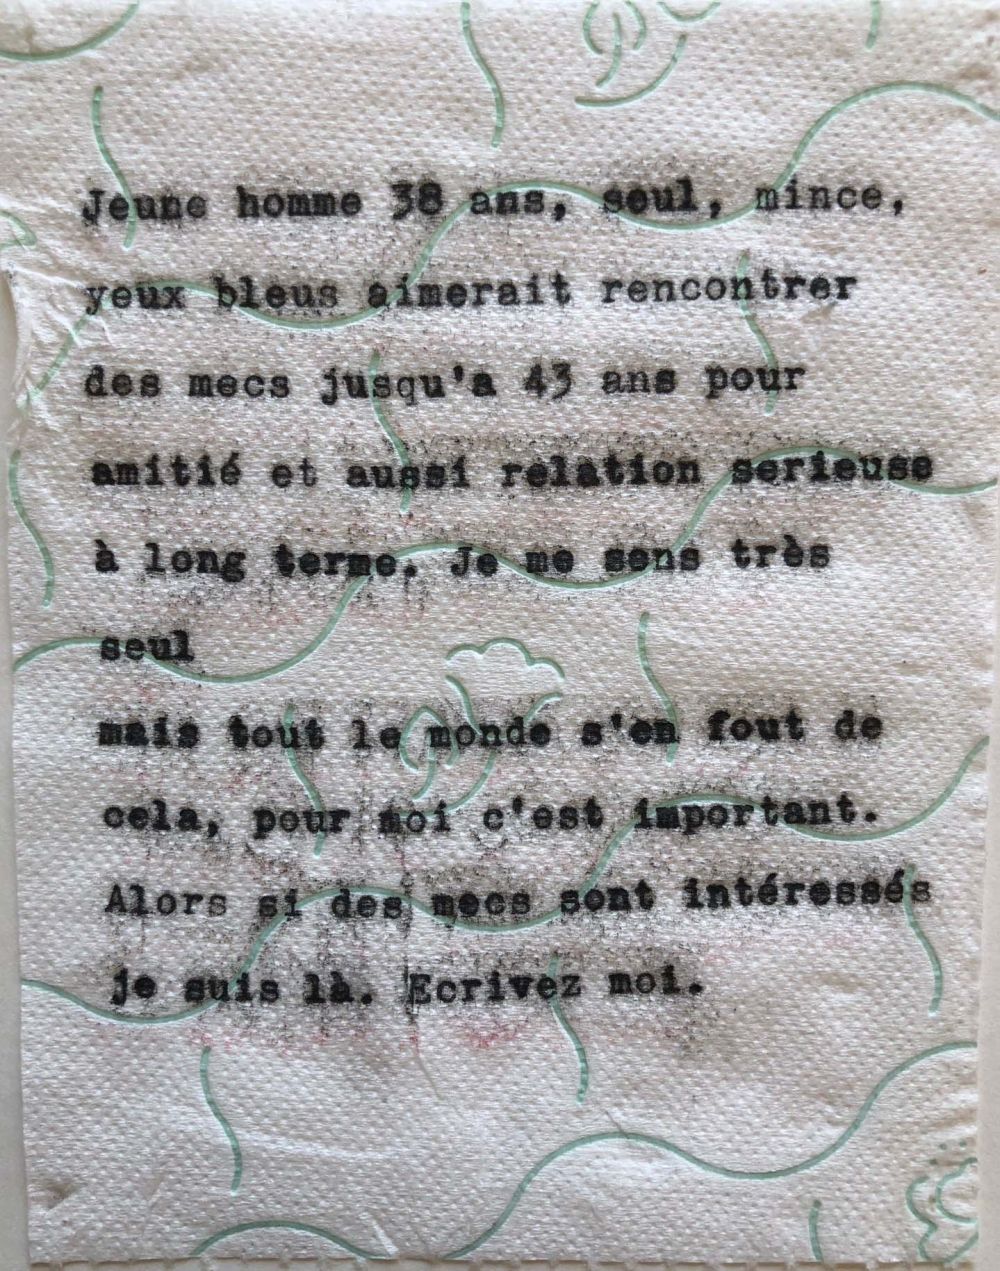 Jeune homme 38 ans, seul, mince,
yeux bleus aimerait rencontrer
des mecs jusqu'a 43 ans pour
amitié et aussi relation serieuse
à long terme. Je me sens très
seul
mais tout le monde s'en fout de
cela, pour moi c'est important.
Alors si des mecs sont intéressés
je suis là. Ecrivez moi.